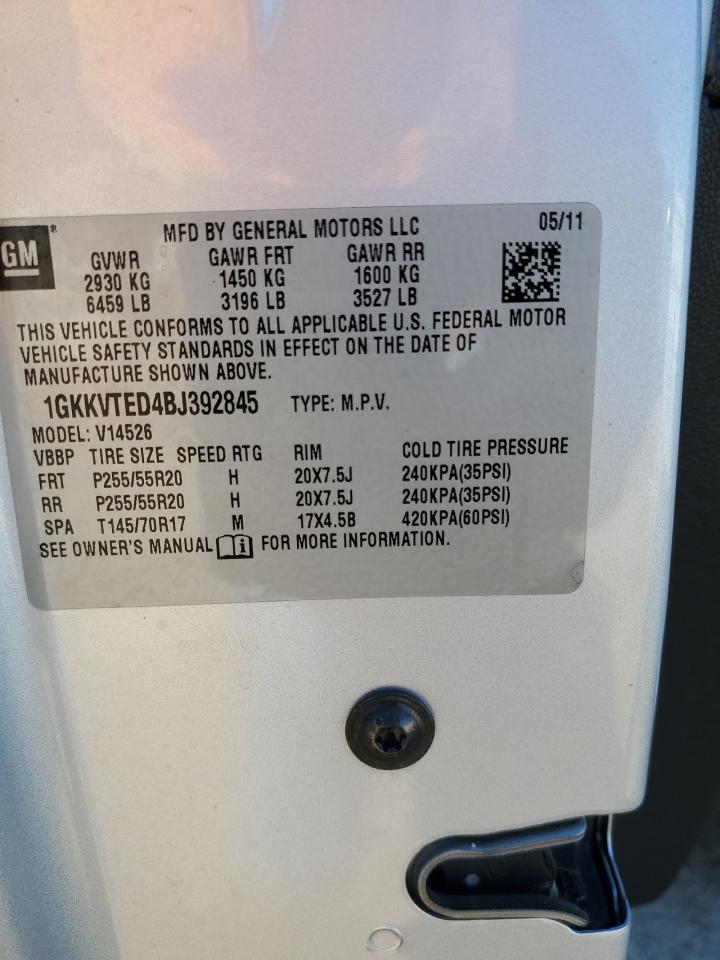 GM
MFD BY GENERAL MOTORS LLC 05/11
GVWR GAWR FRT GAWR RR
2930 KG 1450 KG 1600 KG
6459 LB 3196 LB 3527 LB
THIS VEHICLE CONFORMS TO ALL APPLICABLE U.S. FEDERAL MOTOR
VEHICLE SAFETY STANDARDS IN EFFECT ON THE DATE OF
MANUFACTURE SHOWN ABOVE.
1GKKVTED4BJ392845 TYPE: M.P.V.
MODEL: V14526
VBBP TIRE SIZE SPEED RTG RIM COLD TIRE PRESSURE
FRT P255/55R20 H 20X7.5J 240KPA(35PSI)
RR P255/55R20 H 20X7.5J 240KPA(35PSI)
SPA T145/70R17 M 17X4.5B 420KPA(60PSI)
SEE OWNER'S MANUAL FOR MORE INFORMATION.